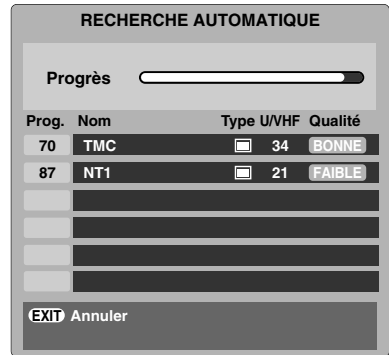 RECHERCHE AUTOMATIQUE
Progrès
Prog. Nom Type U/VHF Qualité
70 TMC 34 BONNE
87 NT1 21 FAIBLE
EXIT Annuler